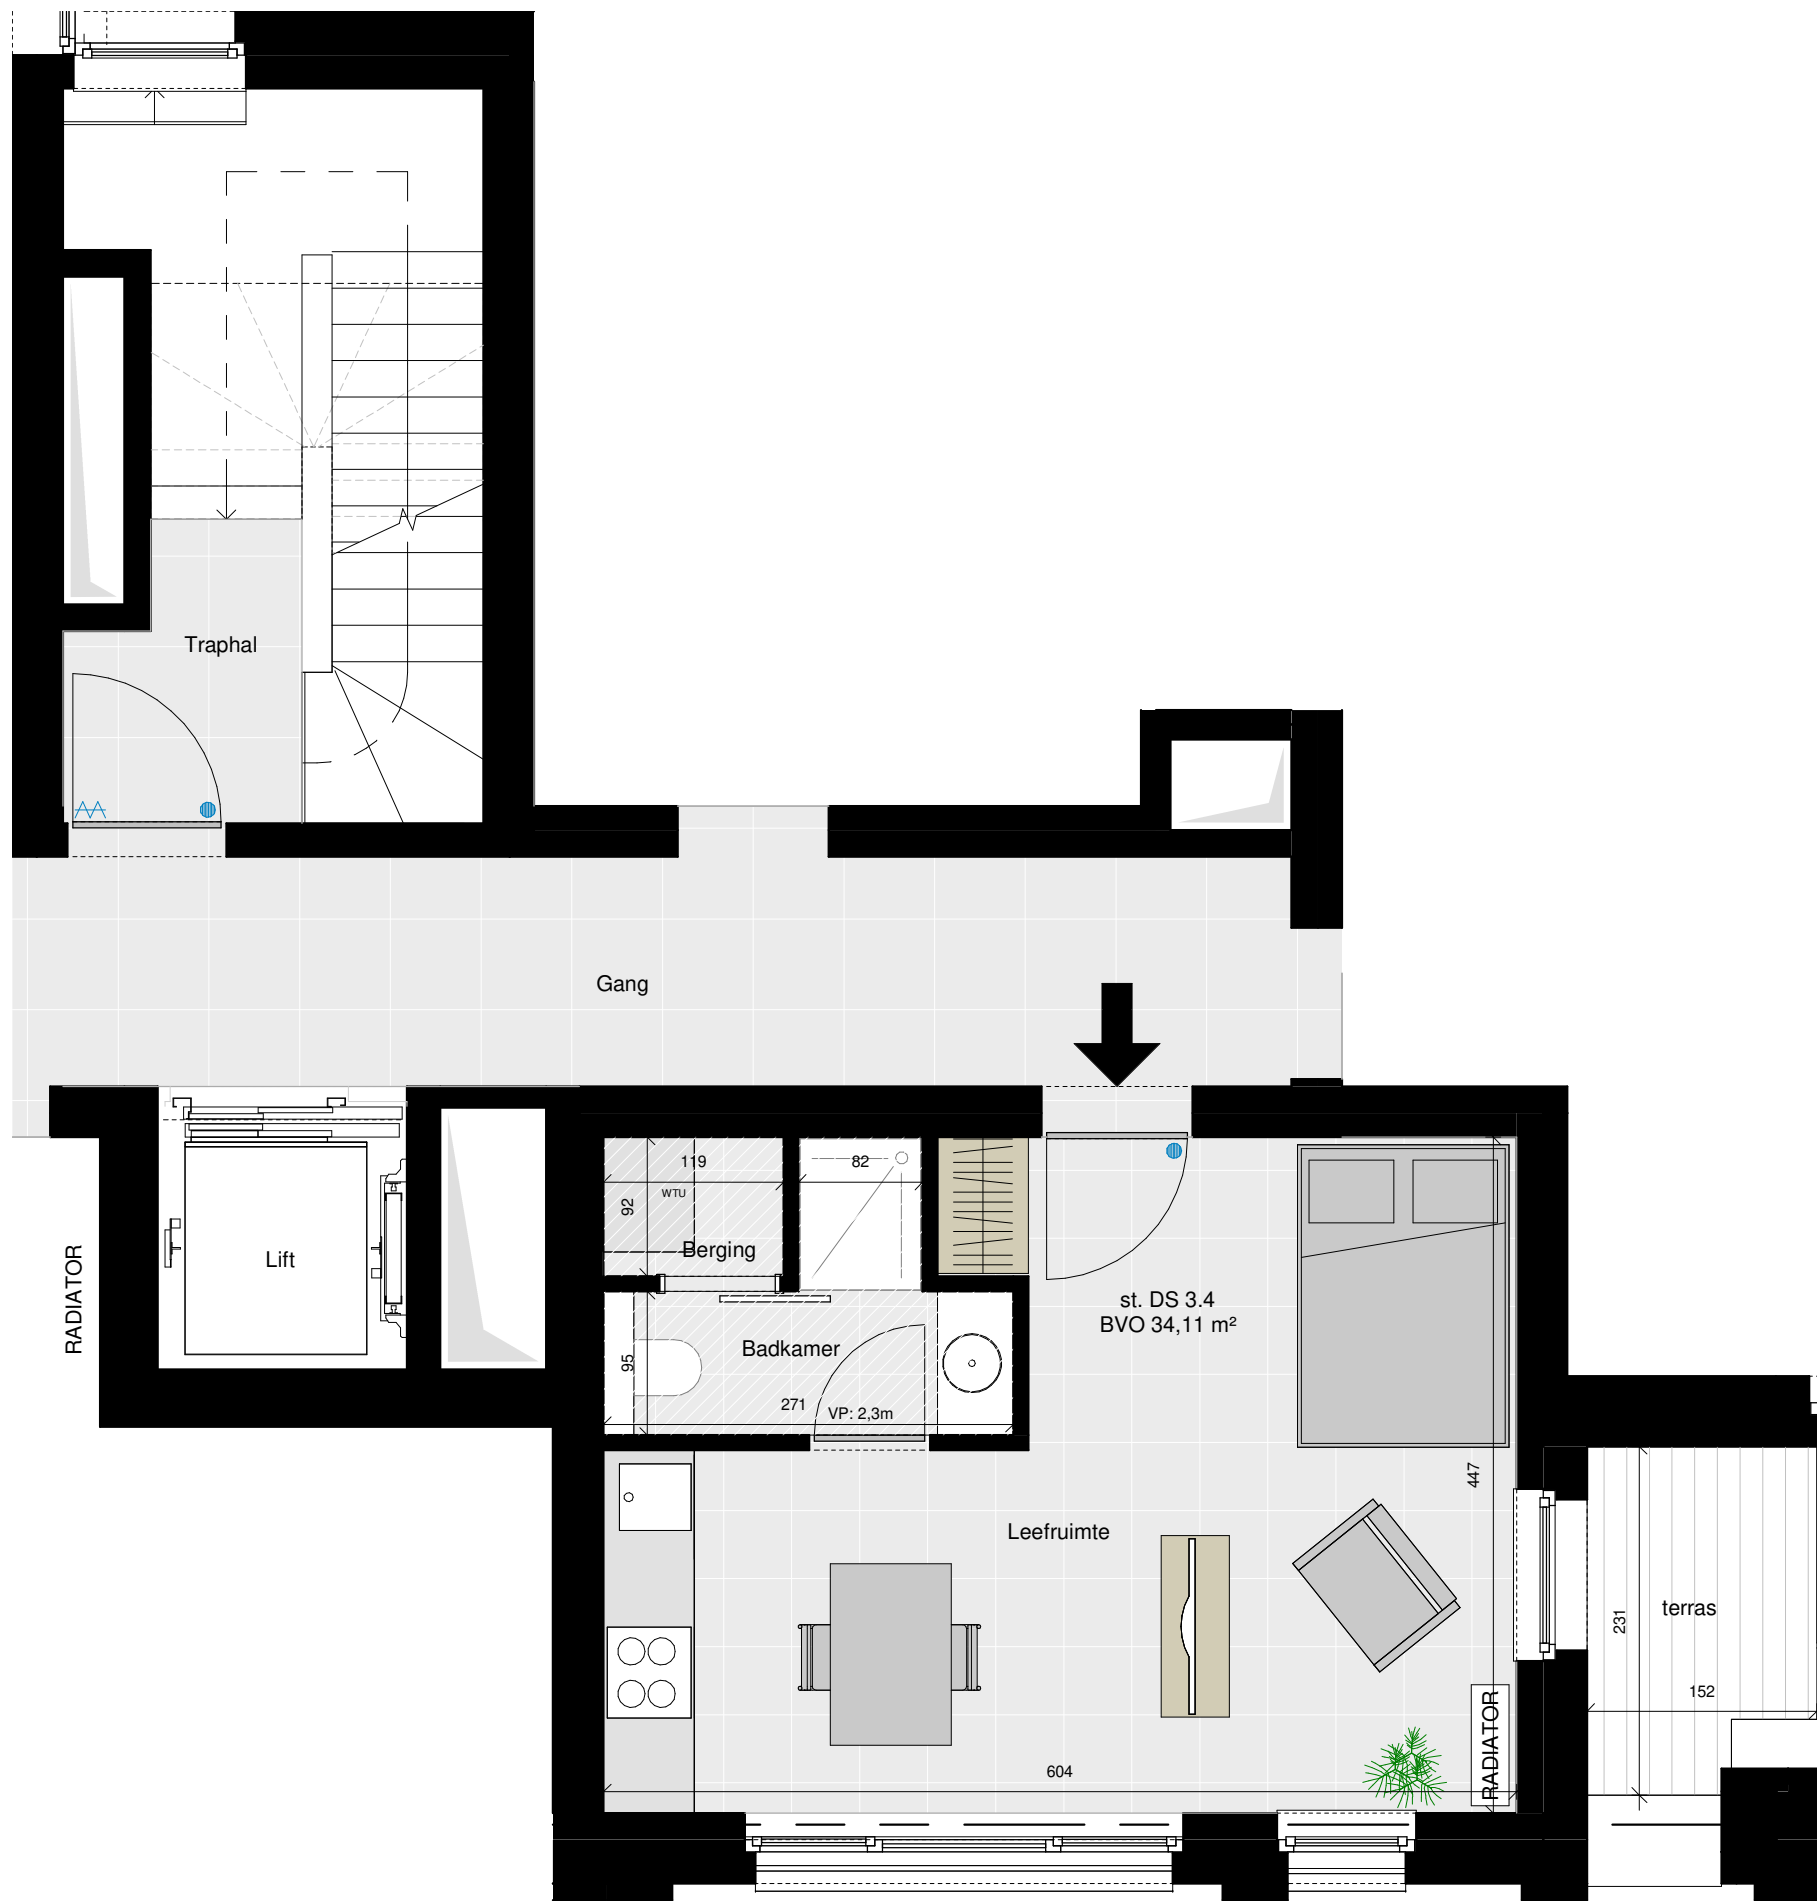 Traphal
Gang
119
82
WTU
92
Berging
Lift
RADIATOR
st. DS 3.4
BVO 34,11 m²
Badkamer
95
271
VP: 2,3m
447
Leefruimte
terras
231
152
RADIATOR
604